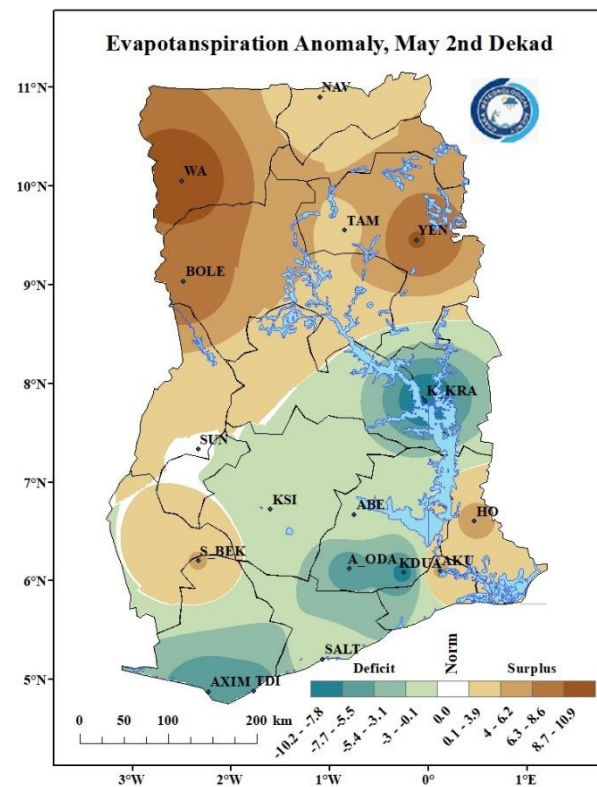 Evapotanspiration Anomaly, May 2nd Dekad
11°N
NAV
10°N
WA
TAM
YEN
9°N
BOLE
8°N
K_KRA
SUN
7°N
KSI
ABE
HO
S_BEK
A_ODA
KDUA
AKU
6°N
SALT
5°N
AXIM
TDI
Deficit
Norm
Surplus
-10.2 - -7.8
-7.7 - -5.5
-5.4 - -3.1
-3 - -0.1
0.0
0.1 - 3.9
4 - 6.2
6.3 - 8.6
8.7 - 10.9
0 50 100 200 km
3°W 2°W 1°W 0° 1°E